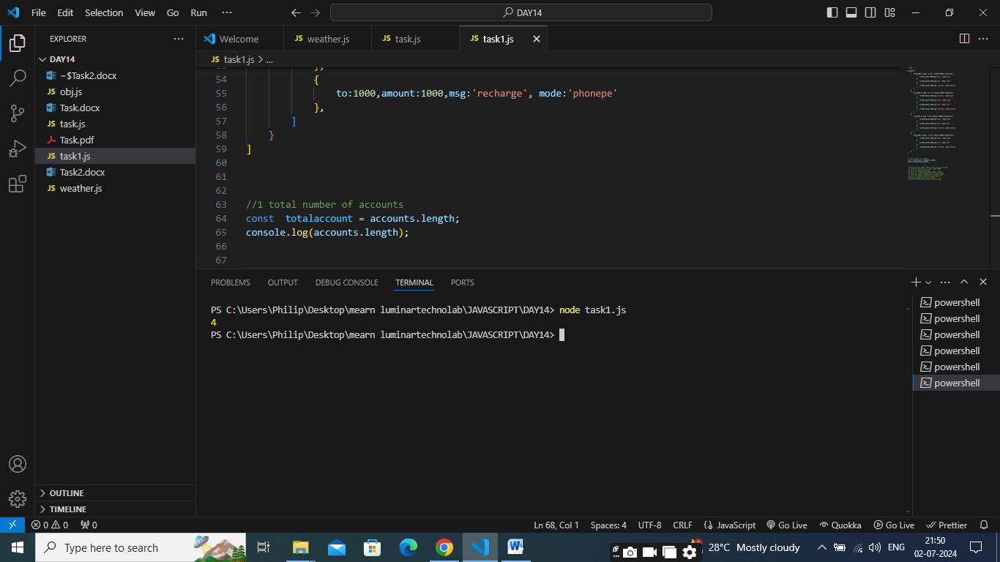 File Edit Selection View Go Run ··· DAY14
EXPLORER ···
Welcome JS weather.js JS task.js JS task1.js
DAY14
JS task1.js > ...
~$Task2.docx
JS obj.js
Task.docx
JS task.js
Task.pdf
JS task1.js
Task2.docx
JS weather.js
54 {
55 to:1000,amount:1000,msg:'recharge', mode:'phonepe'
56 },
57 ]
58 }
59 ]
60
61
62
63 //1 total number of accounts
64 const  totalaccount = accounts.length;
65 console.log(accounts.length);
66
67
PROBLEMS OUTPUT DEBUG CONSOLE TERMINAL PORTS
PS C:\Users\Philip\Desktop\mearn luminartechnolab\JAVASCRIPT\DAY14> node task1.js
4
PS C:\Users\Philip\Desktop\mearn luminartechnolab\JAVASCRIPT\DAY14>
powershell
powershell
powershell
powershell
powershell
powershell
OUTLINE
TIMELINE
0 0 0 Ln 68, Col 1 Spaces: 4 UTF-8 CRLF {} JavaScript Go Live Quokka Go Live Prettier
Type here to search 28°C Mostly cloudy ENG 21:50
02-07-2024